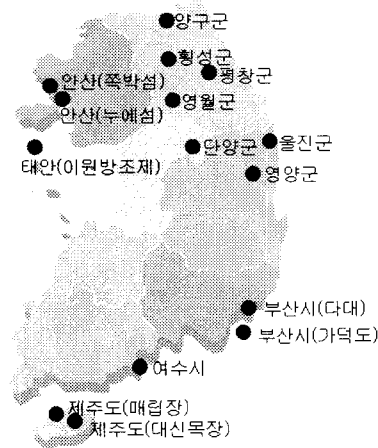 양구군
횡성군
평창군
안산(쪽박섬)
안산(누에섬)
영월군
단양군
울진군
태안(이원방조제)
영양군
부산시(다대)
부산시(가덕도)
여수시
제주도(매립장)
제주도(대신목장)